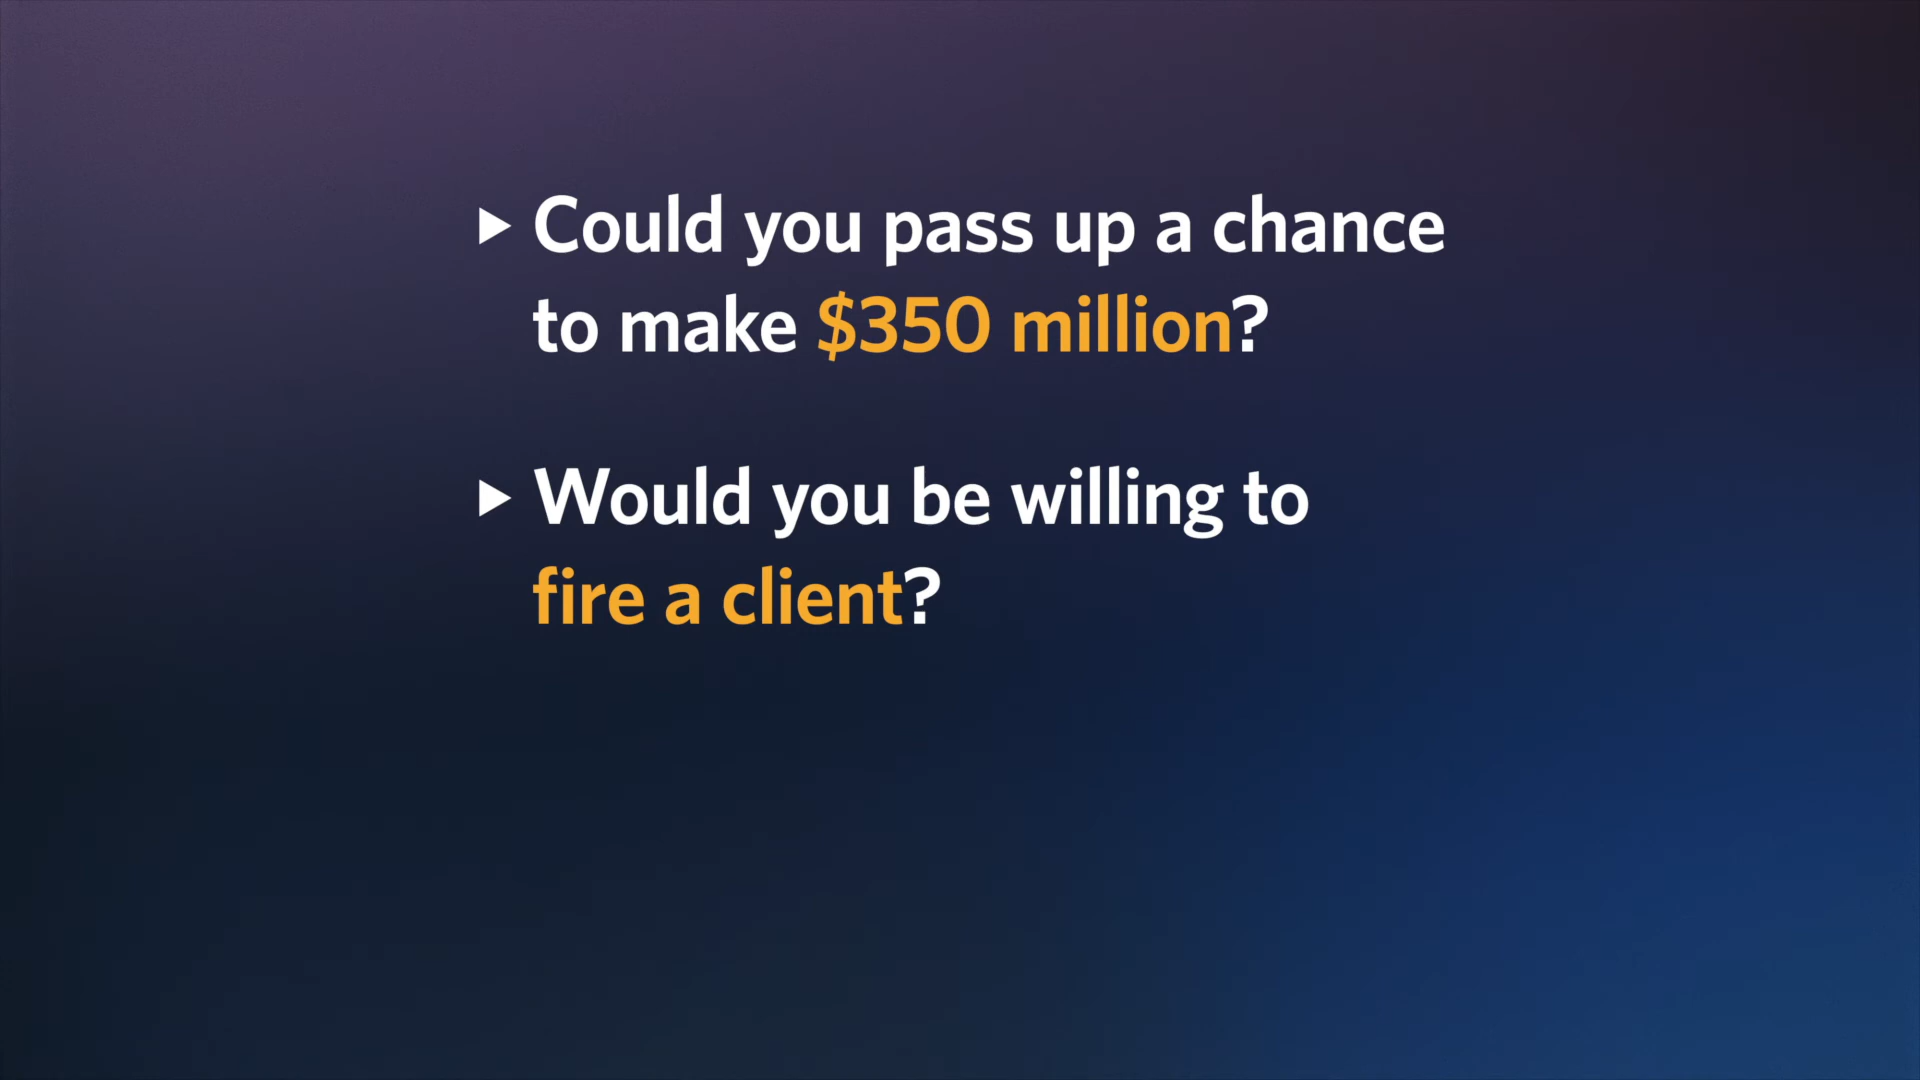 ▶ Could you pass up a chance
to make $350 million?
▶ Would you be willing to
fire a client?